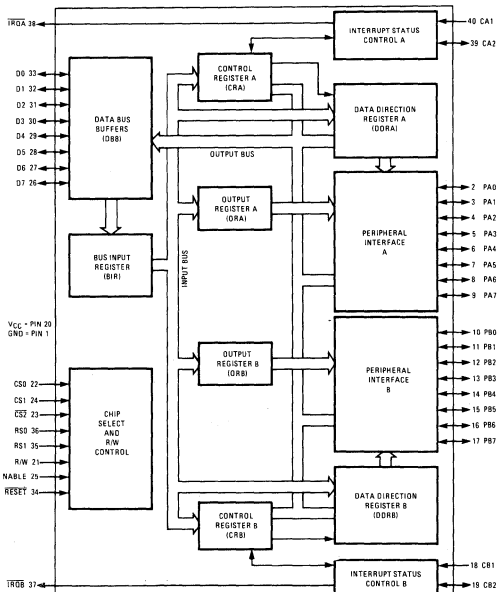 IRQA 38
40 CA1
39 CA2
INTERRUPT STATUS
CONTROL A
CONTROL
REGISTER A
(CRA)
D0 33
D1 32
D2 31
D3 30
D4 29
D5 28
D6 27
D7 26
DATA BUS
BUFFERS
(DBB)
DATA DIRECTION
REGISTER A
(DDRA)
OUTPUT BUS
OUTPUT
REGISTER A
(ORA)
PERIPHERAL
INTERFACE
A
2 PA0
3 PA1
4 PA2
5 PA3
6 PA4
7 PA5
8 PA6
9 PA7
BUS INPUT
REGISTER
(BIR)
INPUT BUS
VCC = PIN 20
GND = PIN 1
OUTPUT
REGISTER B
(ORB)
PERIPHERAL
INTERFACE
B
10 PB0
11 PB1
12 PB2
13 PB3
14 PB4
15 PB5
16 PB6
17 PB7
CS0 22
CS1 24
CS2 23
RS0 36
RS1 35
R/W 21
NABLE 25
RESET 34
CHIP
SELECT
AND
R/W
CONTROL
CONTROL
REGISTER B
(CRB)
DATA DIRECTION
REGISTER B
(DDRB)
IRQB 37
INTERRUPT STATUS
CONTROL B
18 CB1
19 CB2